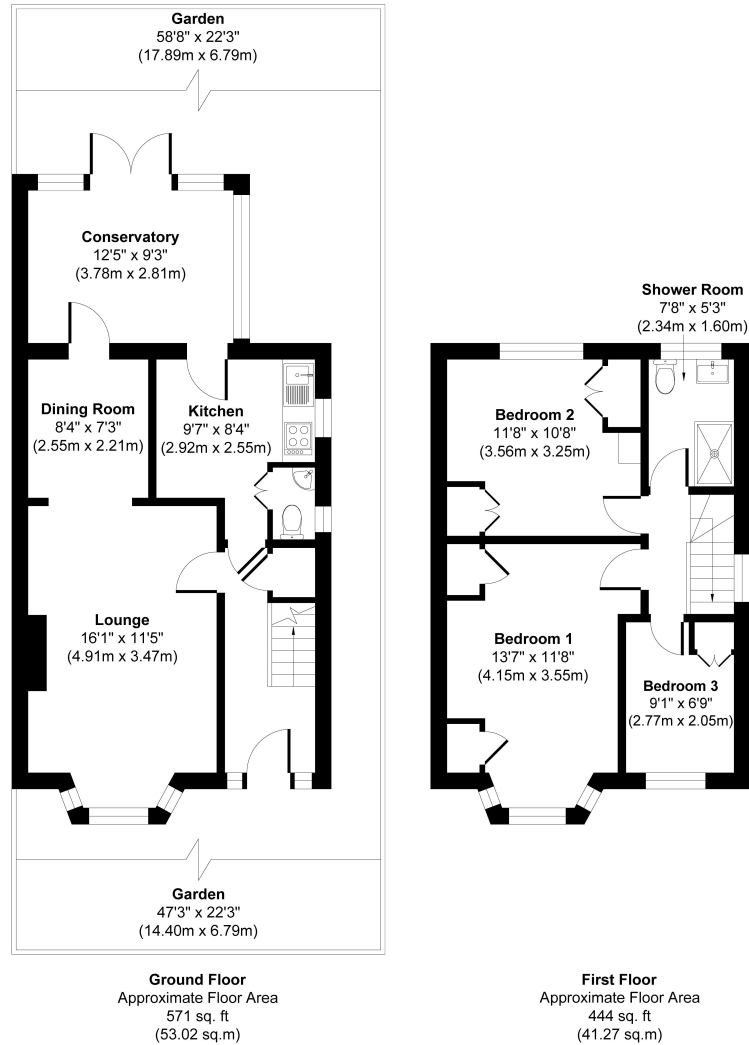 Garden
58'8" x 22'3"
(17.89m x 6.79m)
Conservatory
12'5" x 9'3"
(3.78m x 2.81m)
Dining Room
8'4" x 7'3"
(2.55m x 2.21m)
Kitchen
9'7" x 8'4"
(2.92m x 2.55m)
Lounge
16'1" x 11'5"
(4.91m x 3.47m)
Garden
47'3" x 22'3"
(14.40m x 6.79m)
Ground Floor
Approximate Floor Area
571 sq. ft
(53.02 sq.m)
Shower Room
7'8" x 5'3"
(2.34m x 1.60m)
Bedroom 2
11'8" x 10'8"
(3.56m x 3.25m)
Bedroom 1
13'7" x 11'8"
(4.15m x 3.55m)
Bedroom 3
9'1" x 6'9"
(2.77m x 2.05m)
First Floor
Approximate Floor Area
444 sq. ft
(41.27 sq.m)